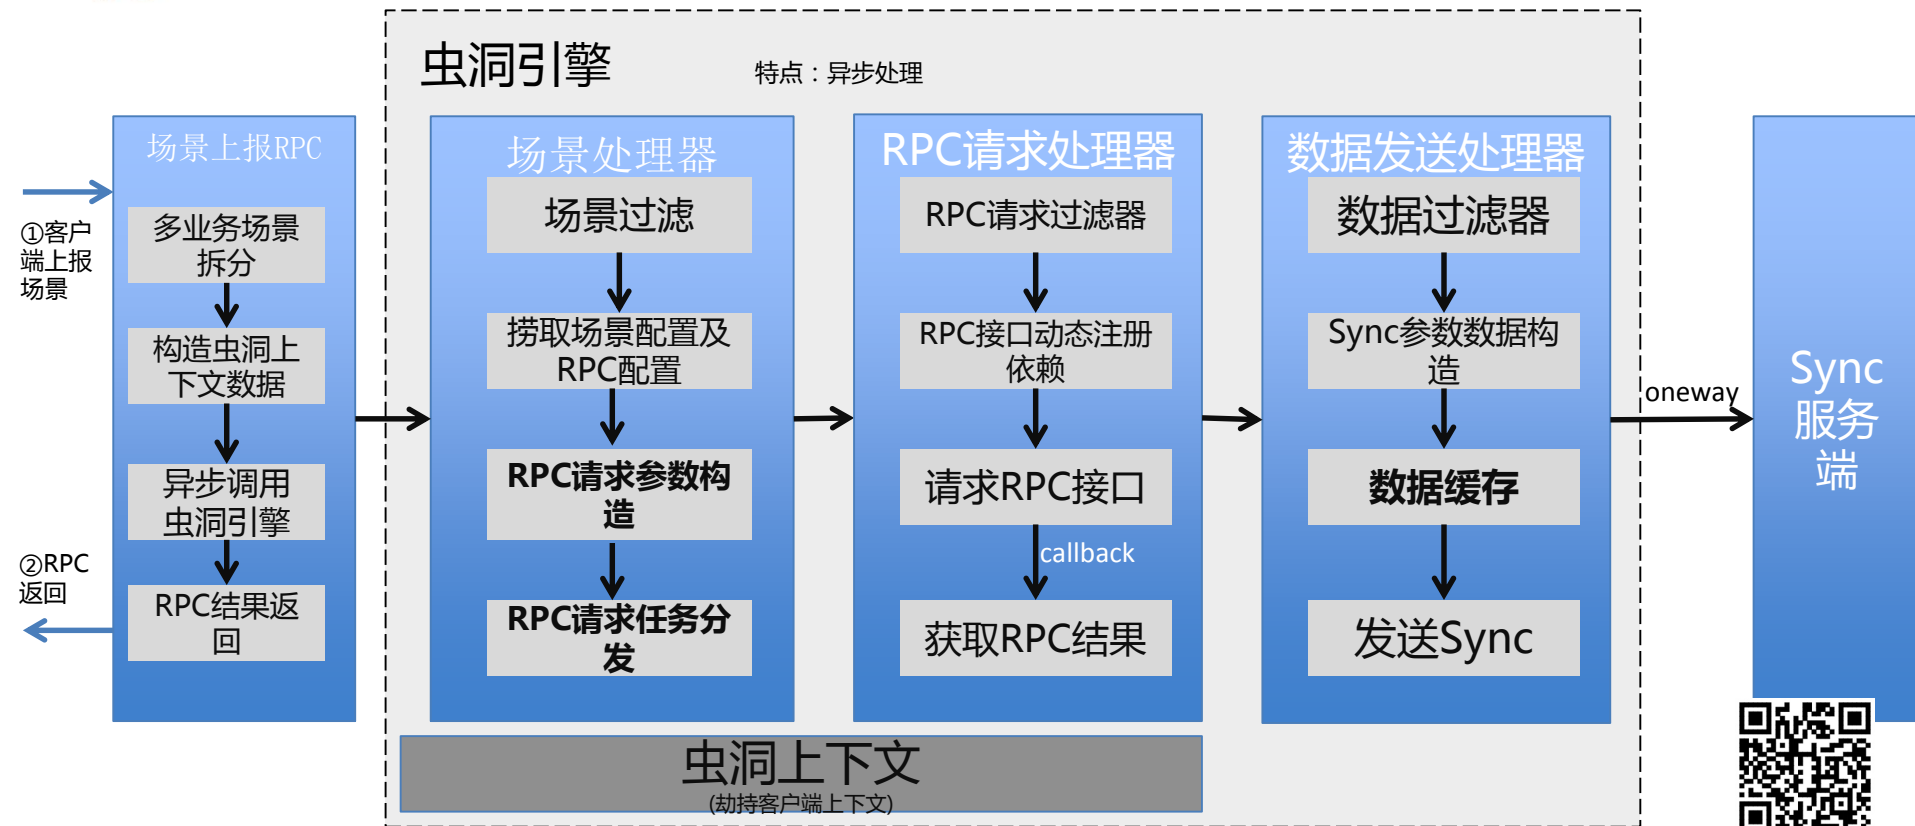 虫洞引擎
特点：异步处理
①客户
端上报
场景
②RPC
返回
场景上报RPC
多业务场景
拆分
构造虫洞上
下文数据
异步调用
虫洞引擎
RPC结果返
回
场景处理器
场景过滤
捞取场景配置及
RPC配置
RPC请求参数构
造
RPC请求任务分
发
RPC请求处理器
RPC请求过滤器
RPC接口动态注册
依赖
请求RPC接口
callback
获取RPC结果
数据发送处理器
数据过滤器
Sync参数数据构
造
数据缓存
发送Sync
oneway
Sync
服务
端
虫洞上下文
(劫持客户端上下文)